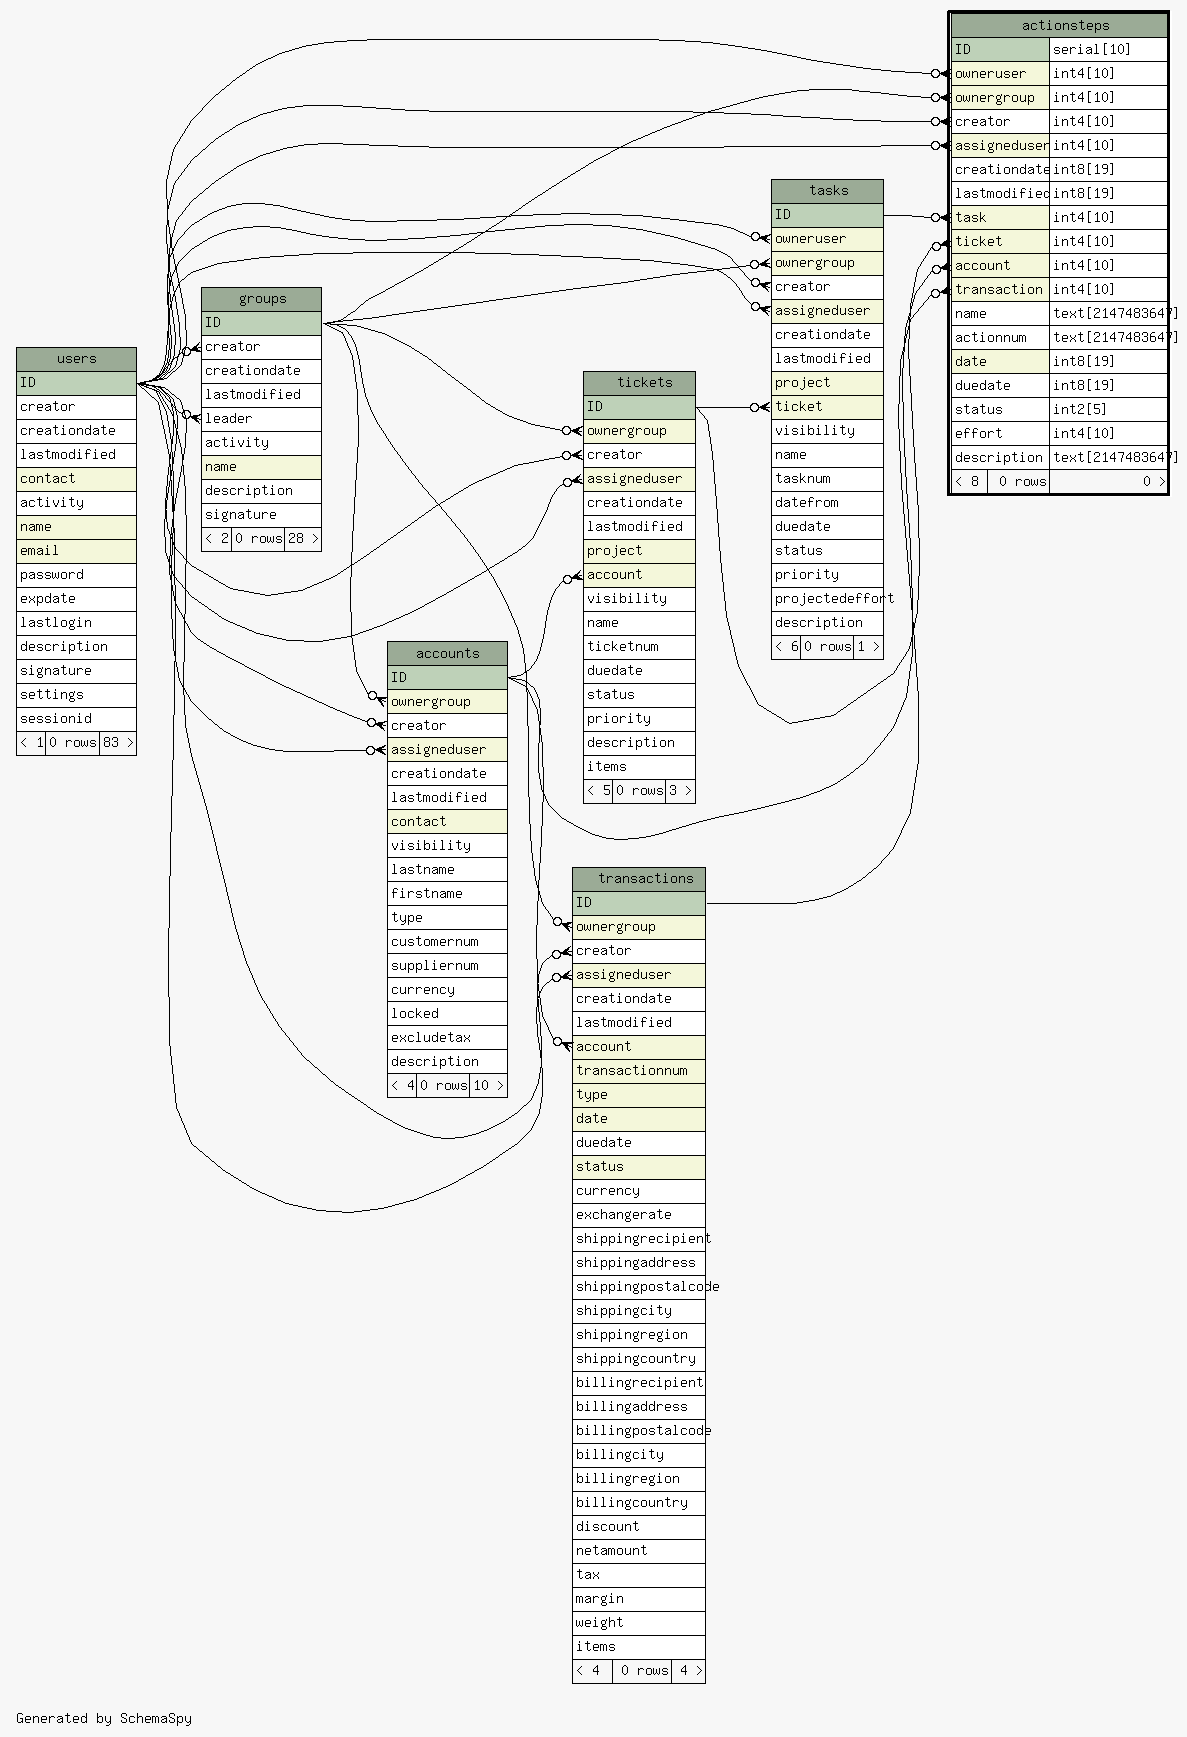 actionsteps
ID serial[10]
owneruser int4[10]
ownergroup int4[10]
creator int4[10]
assigneduser int4[10]
creationdate int8[19]
lastmodified int8[19]
task int4[10]
ticket int4[10]
account int4[10]
transaction int4[10]
name text[2147483647]
actionnum text[2147483647]
date int8[19]
duedate int8[19]
status int2[5]
effort int4[10]
description text[2147483647]
< 8 0 rows 0 >
tasks
ID
owneruser
ownergroup
creator
assigneduser
creationdate
lastmodified
project
ticket
visibility
name
tasknum
datefrom
duedate
status
priority
projectedeffort
description
< 6 0 rows 1 >
groups
ID
creator
creationdate
lastmodified
leader
activity
name
description
signature
< 2 0 rows 28 >
users
ID
creator
creationdate
lastmodified
contact
activity
name
email
password
expdate
lastlogin
description
signature
settings
sessionid
< 1 0 rows 83 >
tickets
ID
ownergroup
creator
assigneduser
creationdate
lastmodified
project
account
visibility
name
ticketnum
duedate
status
priority
description
items
< 5 0 rows 3 >
accounts
ID
ownergroup
creator
assigneduser
creationdate
lastmodified
contact
visibility
lastname
firstname
type
customernum
suppliernum
currency
locked
excludetax
description
< 4 0 rows 10 >
transactions
ID
ownergroup
creator
assigneduser
creationdate
lastmodified
account
transactionnum
type
date
duedate
status
currency
exchangerate
shippingrecipient
shippingaddress
shippingpostalcode
shippingcity
shippingregion
shippingcountry
billingrecipient
billingaddress
billingpostalcode
billingcity
billingregion
billingcountry
discount
netamount
tax
margin
weight
items
< 4 0 rows 4 >
Generated by SchemaSpy